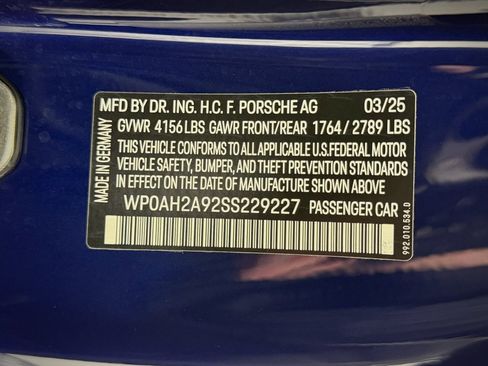 MFD BY DR. ING. H.C. F. PORSCHE AG 03/25
GVWR 4156 LBS GAWR FRONT/REAR 1764 / 2789 LBS
THIS VEHICLE CONFORMS TO ALL APPLICABLE U.S.FEDERAL MOTOR
VEHICLE SAFETY, BUMPER, AND THEFT PREVENTION STANDARDS
IN EFFECT ON THE DATE OF MANUFACTURE SHOWN ABOVE.
WP0AH2A92SS229227 PASSENGER CAR
MADE IN GERMANY
992.010.534.D